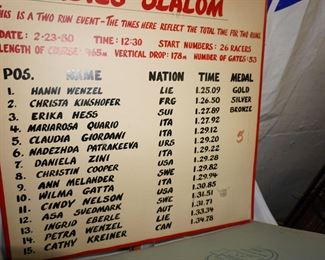 DIES SLALOM
THIS IS A TWO RUN EVENT-THE TIMES HERE REFLECT THE TOTAL TIME FOR TWO RUNS.
DATE: 2-23-80 TIME: 12:30 START NUMBERS: 26 RACERS
LENGTH OF COURSE: 465M VERTICAL DROP: 178M NUMBER OF GATES: 53
POS. NAME NATION TIME MEDAL
1. HANNI WENZEL LIE 1.25.09 GOLD
2. CHRISTA KINSHOFER FRG 1.26.50 SILVER
3. ERIKA HESS SUI 1.27.89 BRONZE
4. MARIAROSA QUARIO ITA 1.27.92
5. CLAUDIA GIORDANI ITA 1.29.12
6. NADEZHDA PATRAKEEVA URS 1.29.20
7. DANIELA ZINI ITA 1.29.22
8. CHRISTIN COOPER USA 1.29.28
9. ANN MELANDER SWE 1.29.82
10. WILMA GATTA ITA 1.29.94
11. CINDY NELSON USA 1.30.85
12. ASA SVEDMARK SWE 1.31.51
13. INGRID EBERLE AUT 1.31.71
14. PETRA WENZEL LIE 1.33.34
15. CATHY KREINER CAN 1.34.78